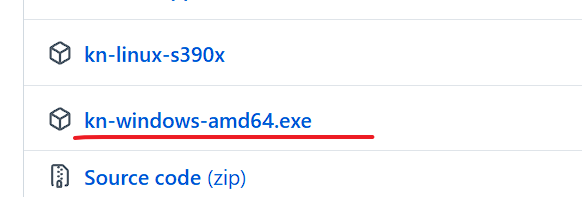 kn-linux-s390x
kn-windows-amd64.exe
Source code (zip)